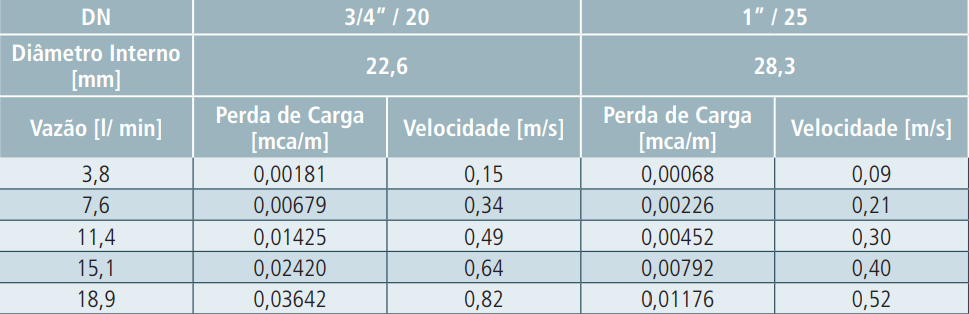 DN 3/4” / 20 1” / 25
Diâmetro Interno
[mm] 22,6 28,3
Vazão [l/ min] Perda de Carga
[mca/m] Velocidade [m/s] Perda de Carga
[mca/m] Velocidade [m/s]
3,8 0,00181 0,15 0,00068 0,09
7,6 0,00679 0,34 0,00226 0,21
11,4 0,01425 0,49 0,00452 0,30
15,1 0,02420 0,64 0,00792 0,40
18,9 0,03642 0,82 0,01176 0,52